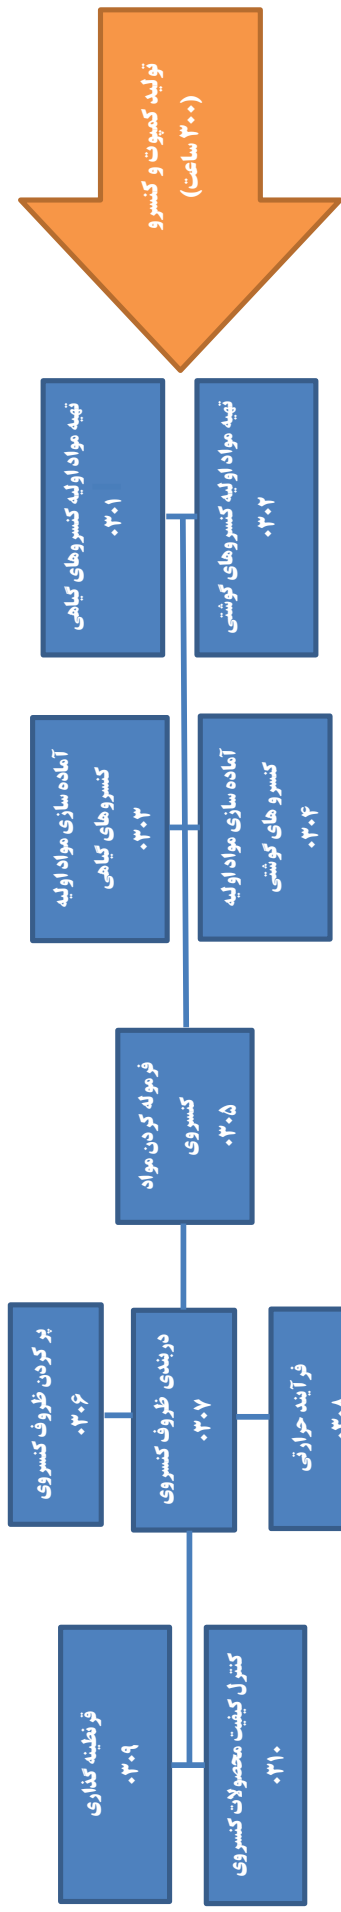 تولید کمپوت و کنسرو
(۳۰۰ ساعت)
تهیه مواد اولیه کنسروهای گیاهی
۰۳۰۱
تهیه مواد اولیه کنسروهای گوشتی
۰۳۰۲
آماده سازی مواد اولیه
کنسروهای گیاهی
۰۳۰۳
آماده سازی مواد اولیه
کنسرو های گوشتی
۰۳۰۴
فرموله کردن مواد
کنسروی
۰۳۰۵
پر کردن ظروف کنسروی
۰۳۰۶
دربندی ظروف کنسروی
۰۳۰۷
فرآیند حرارتی
۰۳۰۸
قرنطینه گذاری
۰۳۰۹
کنترل کیفیت محصولات کنسروی
۰۳۱۰